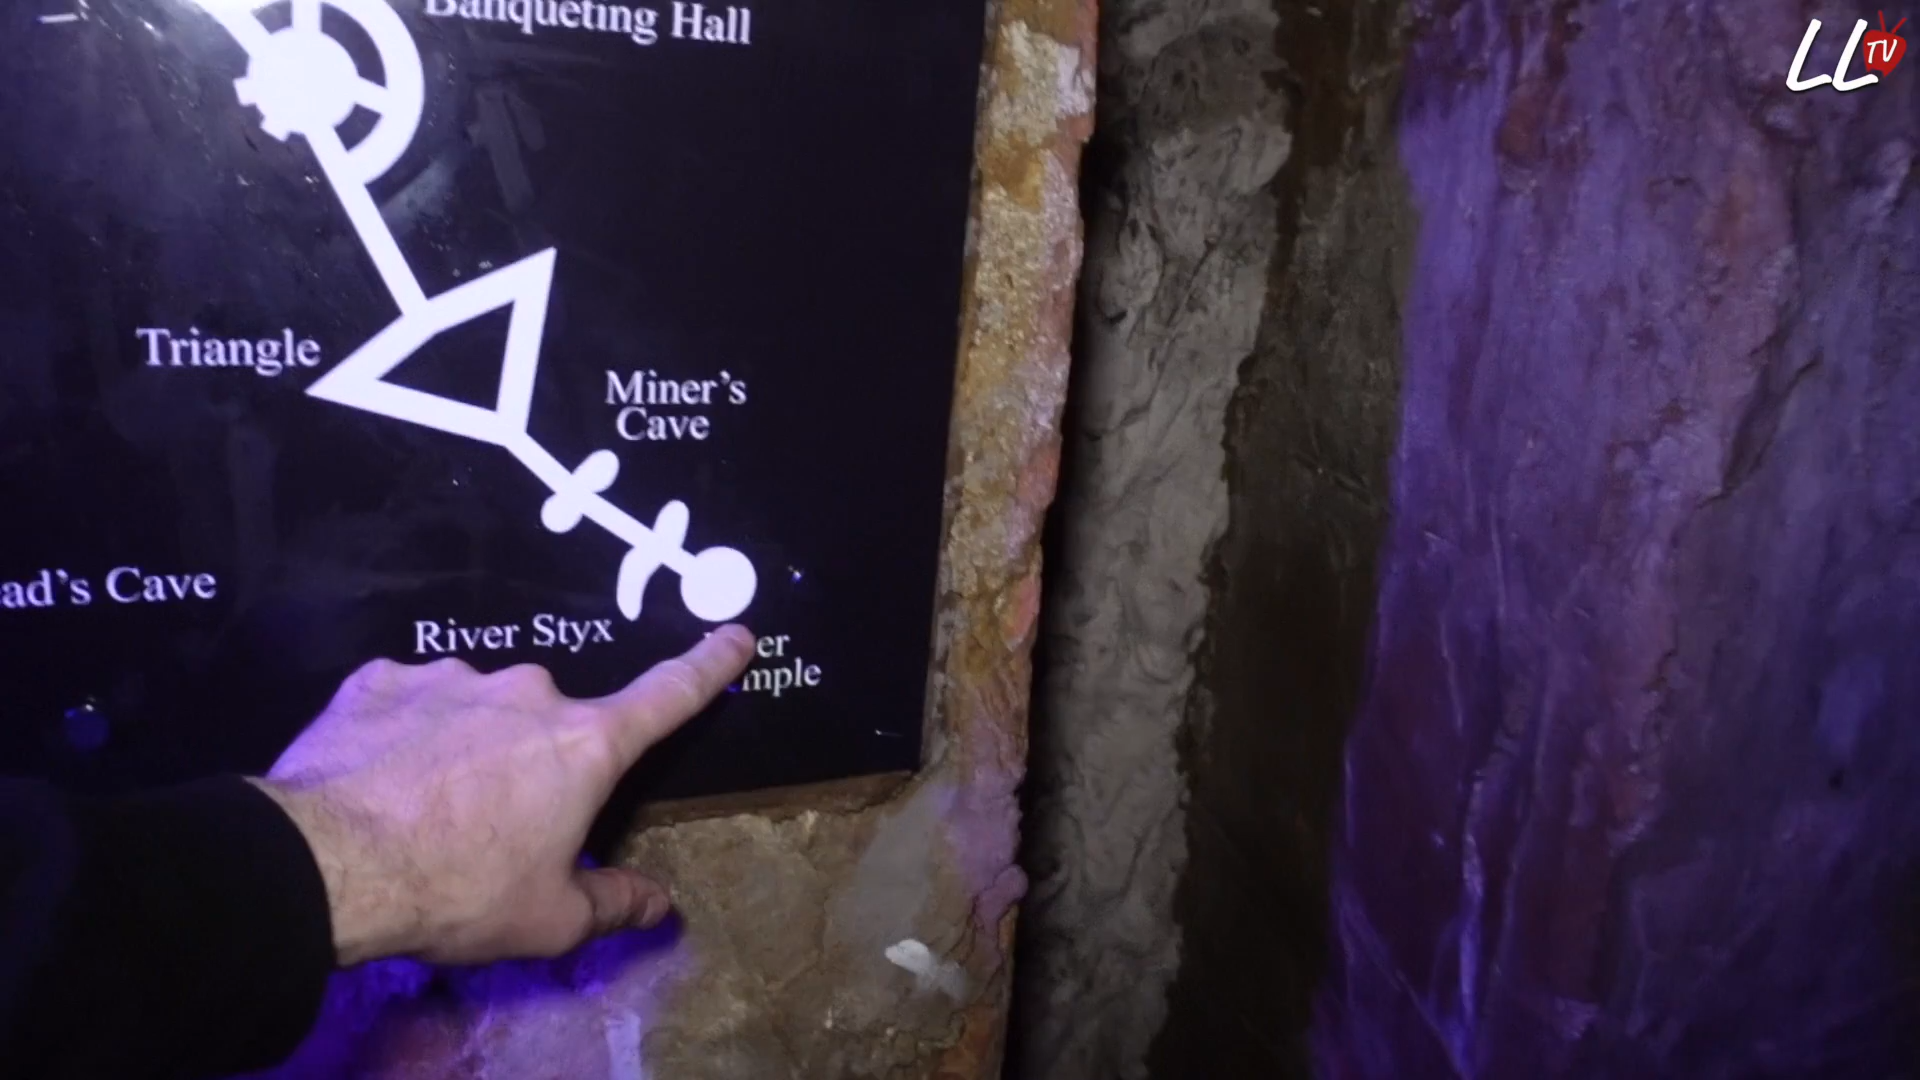 Banqueting Hall
LL TV
Triangle
Miner's
Cave
ad's Cave
River Styx
er
mple